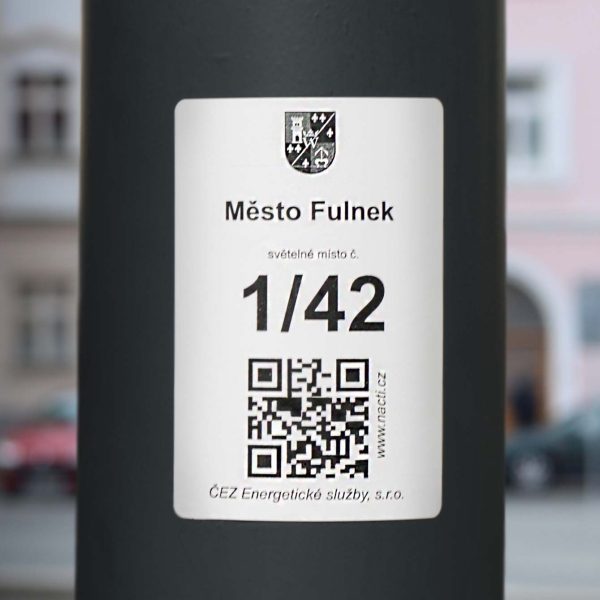 Město Fulnek
světelné místo č.
1/42
www.nacti.cz
ČEZ Energetické služby, s.r.o.